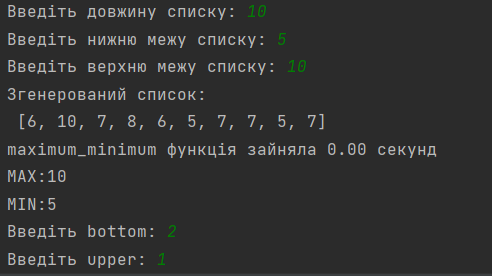 Введіть довжину списку: 10
Введіть нижню межу списку: 5
Введіть верхню межу списку: 10
Згенерований список:
[6, 10, 7, 8, 6, 5, 7, 7, 5, 7]
maximum_minimum функція зайняла 0.00 секунд
MAX:10
MIN:5
Введіть bottom: 2
Введіть upper: 1